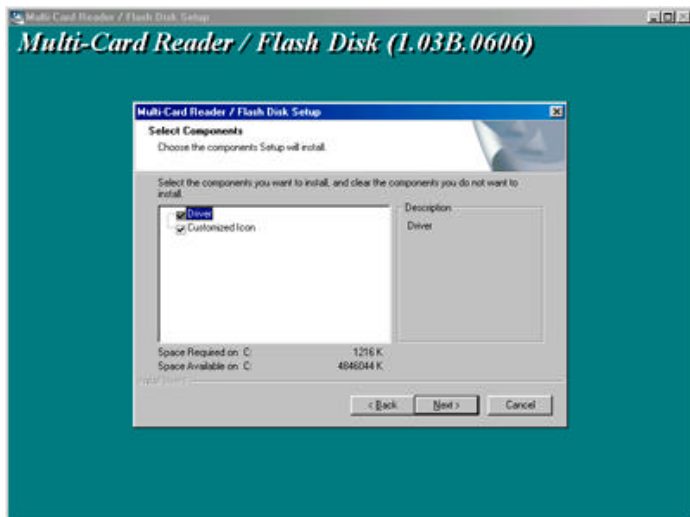 Multi-Card Reader / Flash Disk Setup
Multi-Card Reader / Flash Disk (1.03B.0606)
Multi-Card Reader / Flash Disk Setup
Select Components
Choose the components Setup will install.
Select the components you want to install, and clear the components you do not want to
install.
Driver
Customized Icon
Description
Driver
Space Required on C: 1216 K
Space Available on C: 4846044 K
InstallShield
< Back Next > Cancel